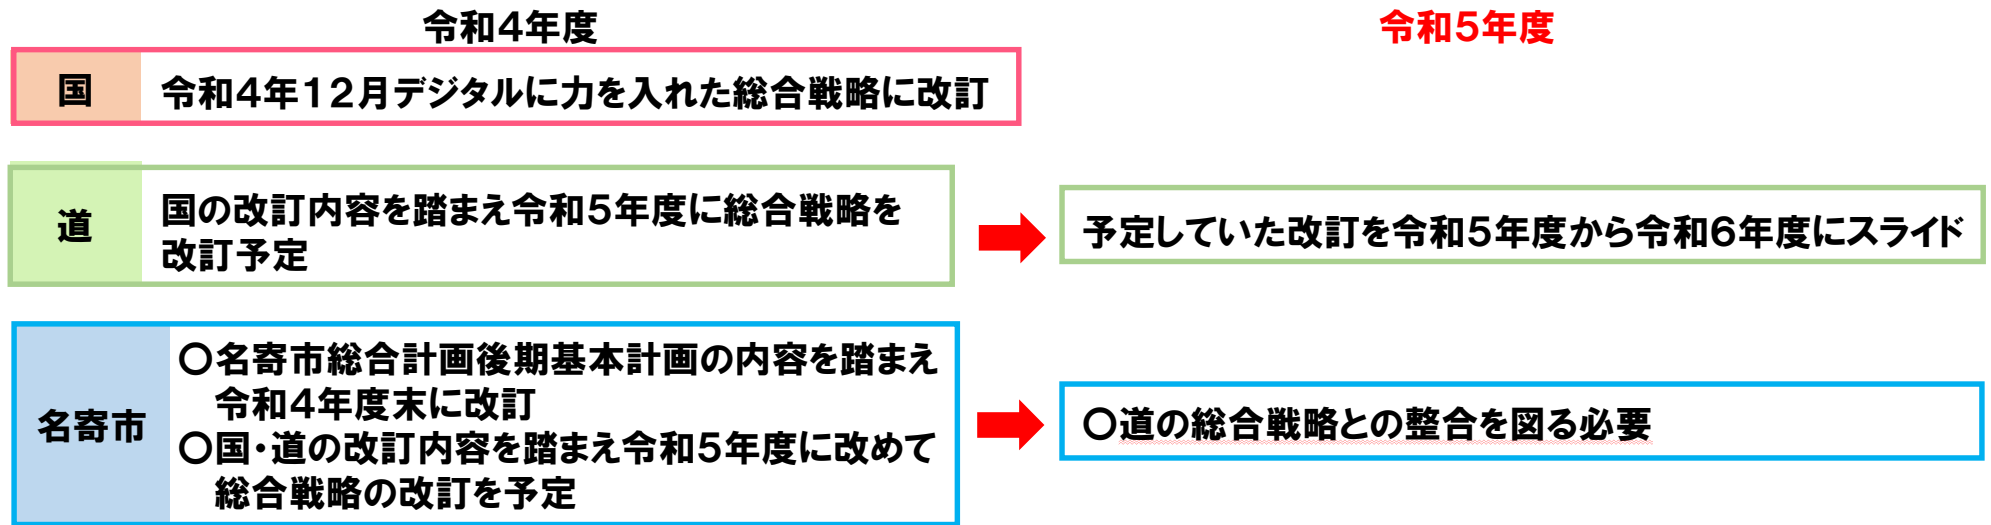 令和4年度
令和5年度
国
令和4年12月デジタルに力を入れた総合戦略に改訂
道
国の改訂内容を踏まえ令和5年度に総合戦略を
改訂予定
予定していた改訂を令和5年度から令和6年度にスライド
名寄市
○名寄市総合計画後期基本計画の内容を踏まえ
令和4年度末に改訂
○国・道の改訂内容を踏まえ令和5年度に改めて
総合戦略の改訂を予定
○道の総合戦略との整合を図る必要